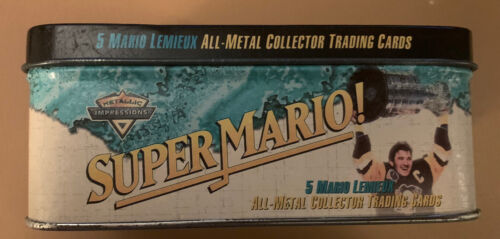 5 MARIO LEMIEUX ALL-METAL COLLECTOR TRADING CARDS
METALLIC
IMPRESSIONS
SUPER MARIO!
5 MARIO LEMIEUX
ALL-METAL COLLECTOR TRADING CARDS
C